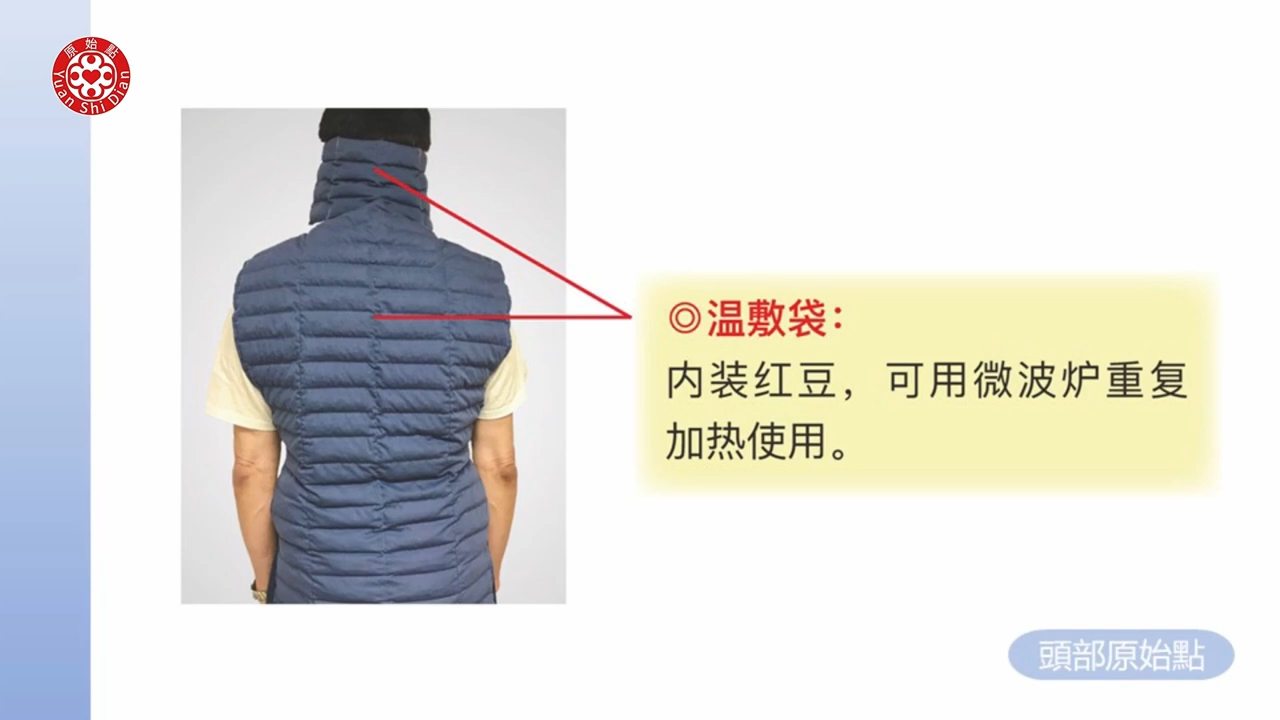 原始點
Yuan Shi Dian
◎温敷袋：
内装红豆，可用微波炉重复
加热使用。
頭部原始點